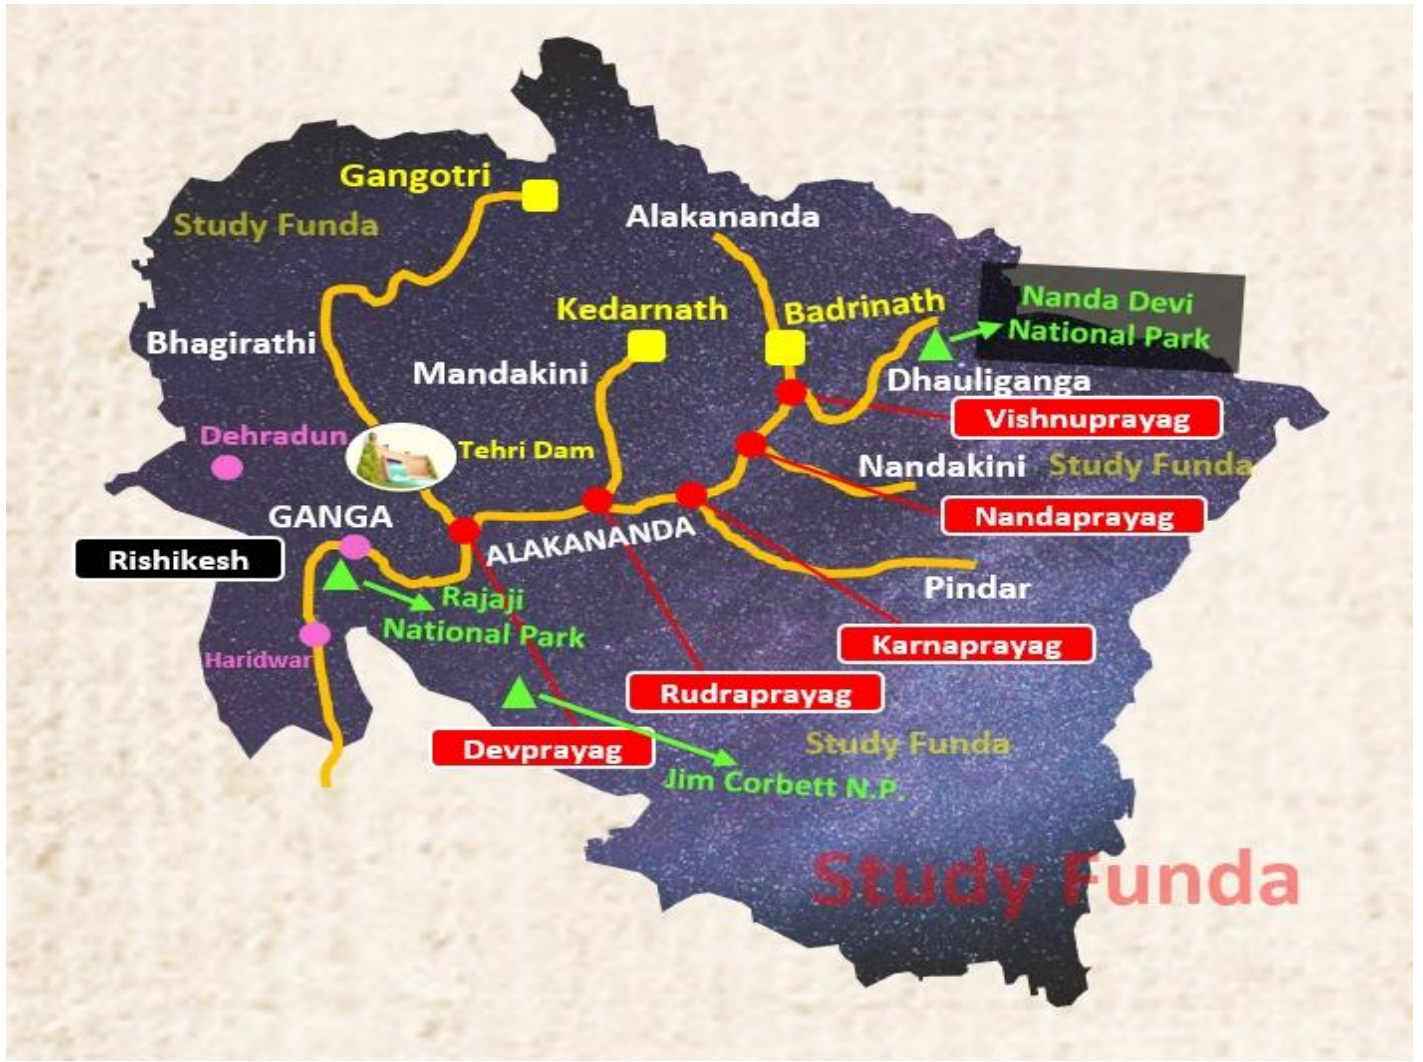 Gangotri
Study Funda
Alakananda
Kedarnath
Badrinath
Nanda Devi
National Park
Bhagirathi
Mandakini
Dhauliganga
Vishnuprayag
Dehradun
Tehri Dam
Nandakini
Study Funda
GANGA
Nandaprayag
ALAKANANDA
Rishikesh
Pindar
Rajaji
National Park
Karnaprayag
Haridwar
Rudraprayag
Devprayag
Study Funda
Jim Corbett N.P.
Study Funda